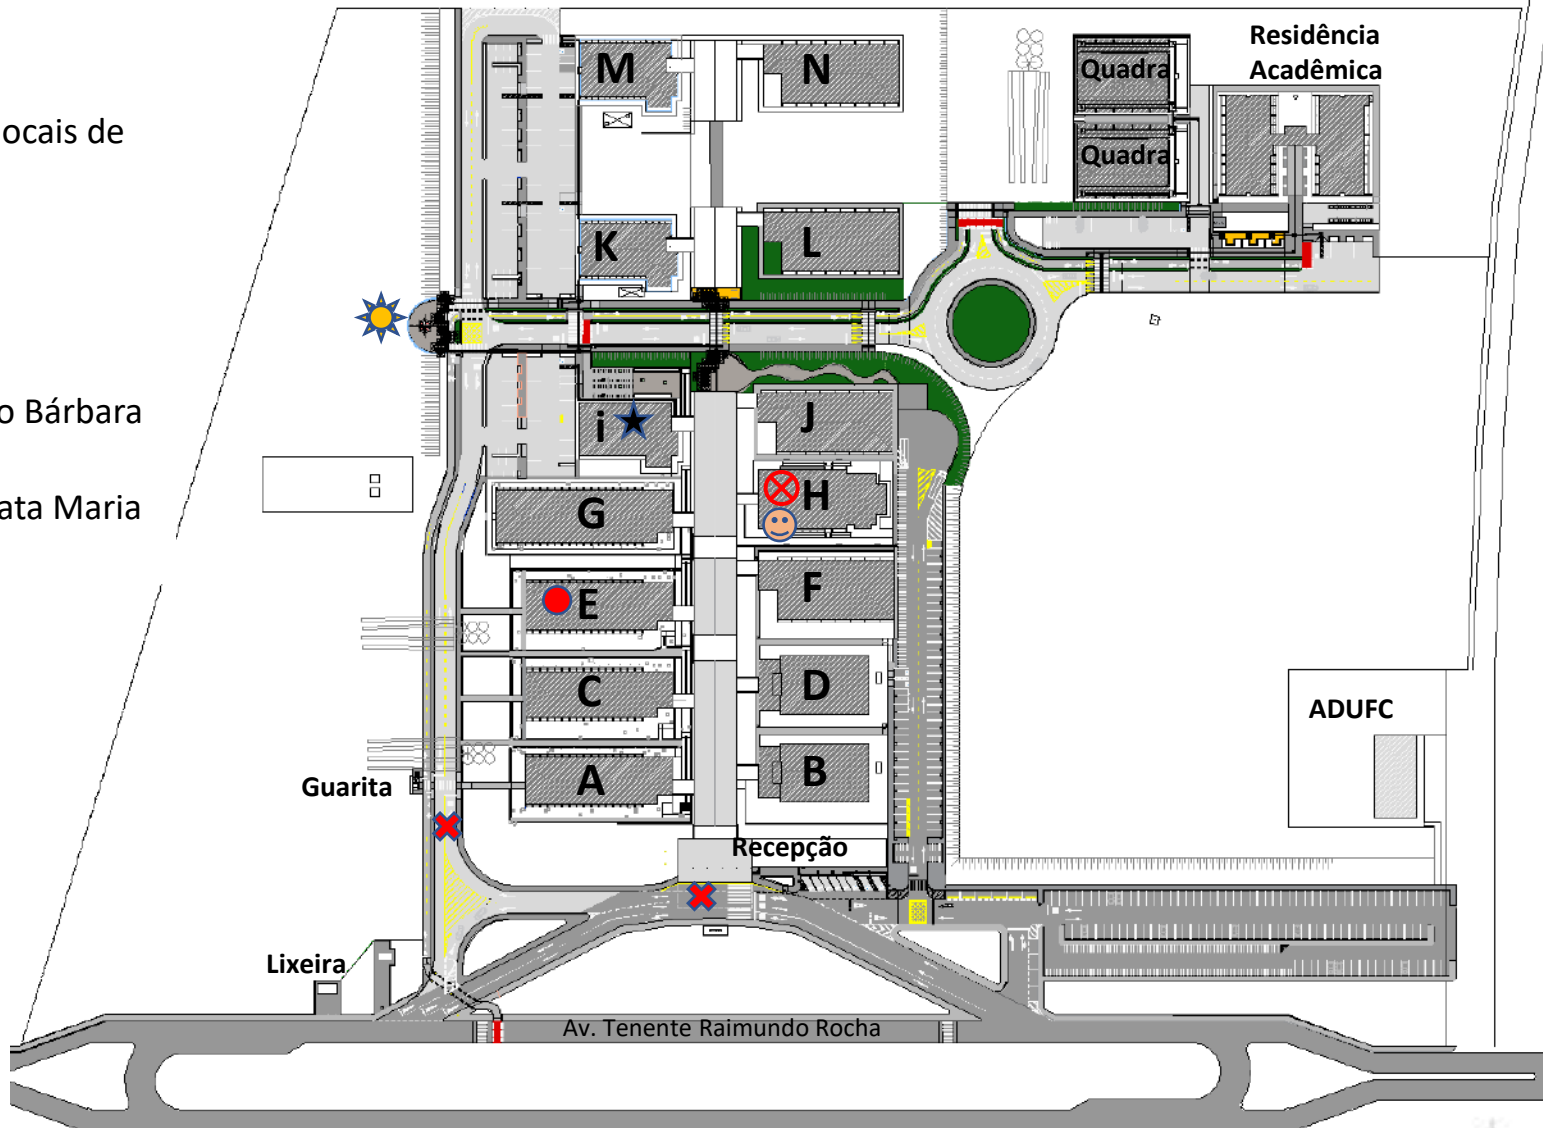 ocais de
o Bárbara
ata Maria
M
N
Quadra
Quadra
Residência
Acadêmica
K
L
i
J
G
H
E
F
C
D
A
B
ADUFC
Guarita
Recepção
Lixeira
Av. Tenente Raimundo Rocha